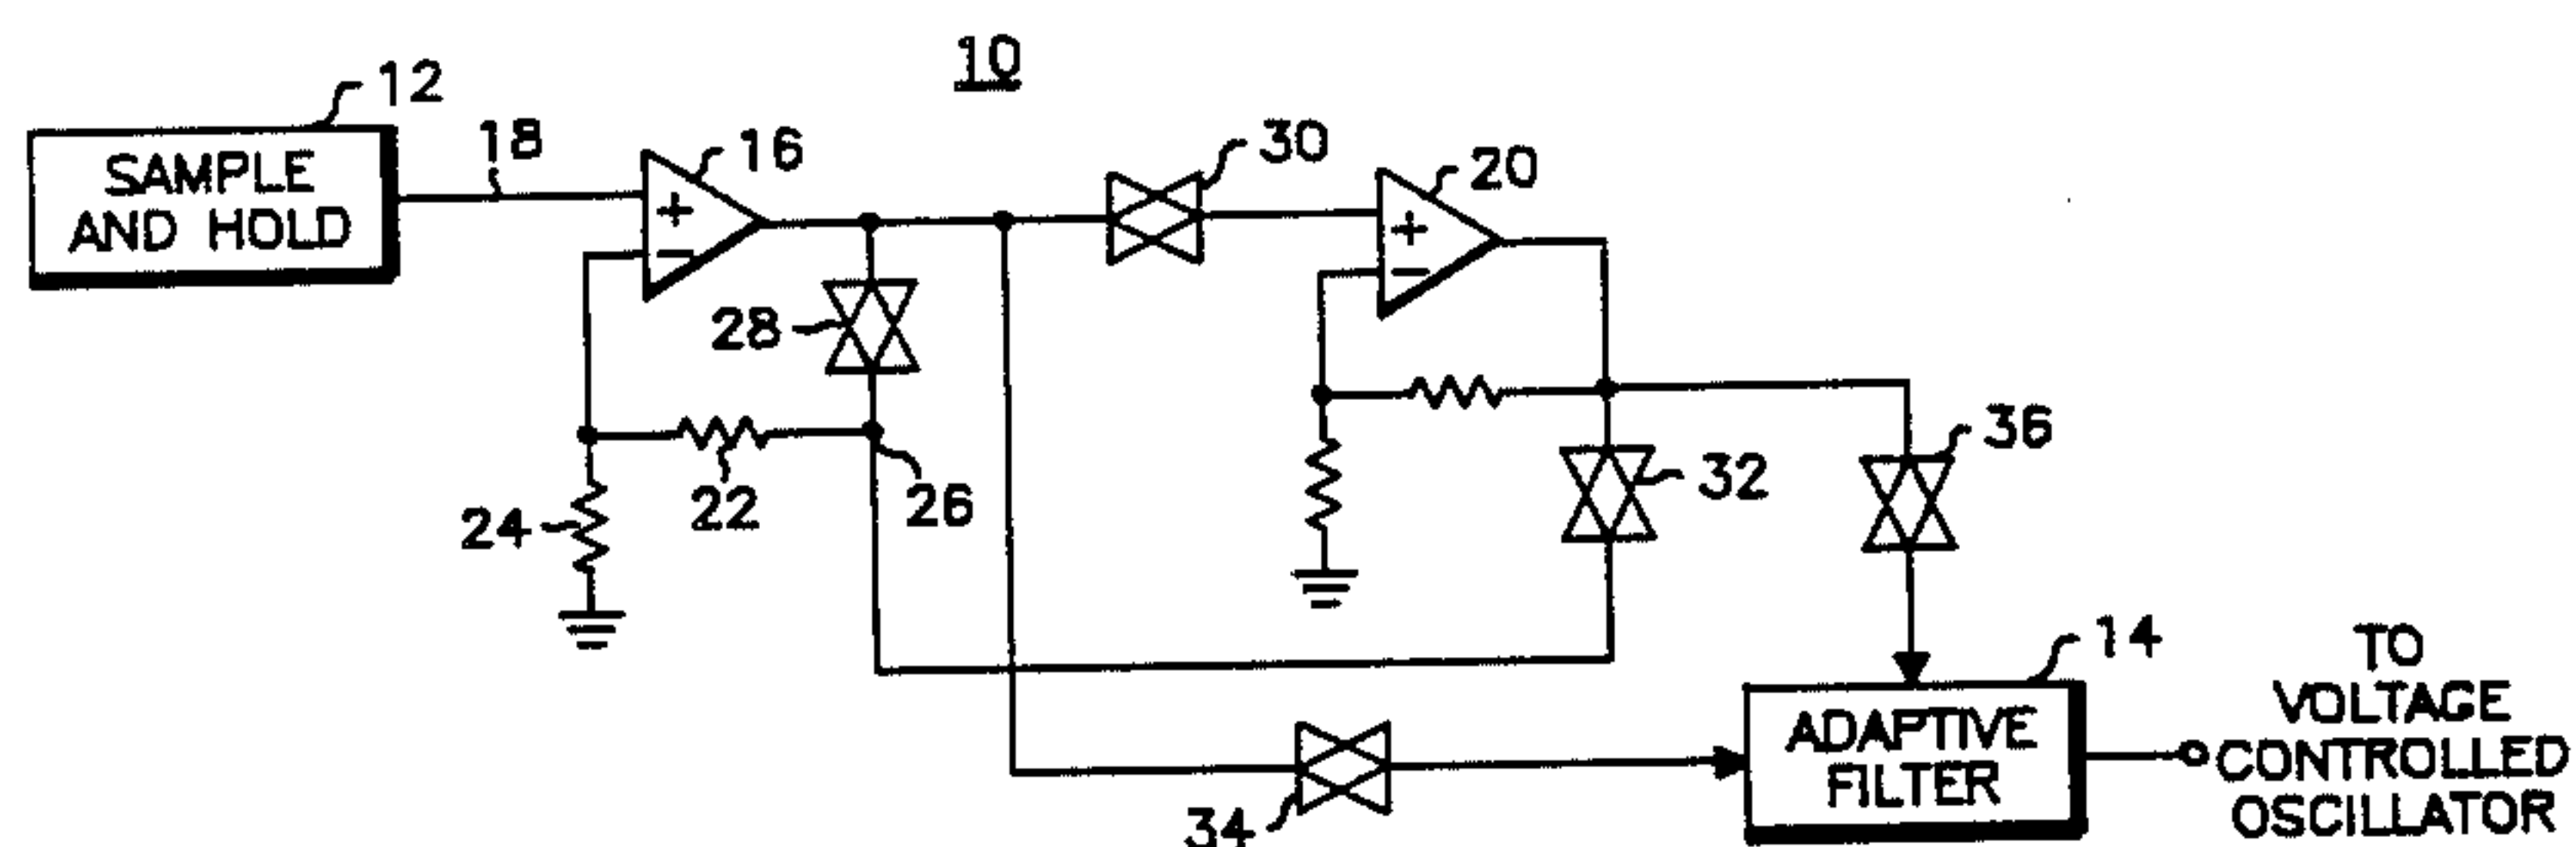 10
12
SAMPLE
AND HOLD
18
16
+
−
30
20
+
−
28
22
26
24
32
36
34
14
ADAPTIVE
FILTER
TO
VOLTAGE
CONTROLLED
OSCILLATOR